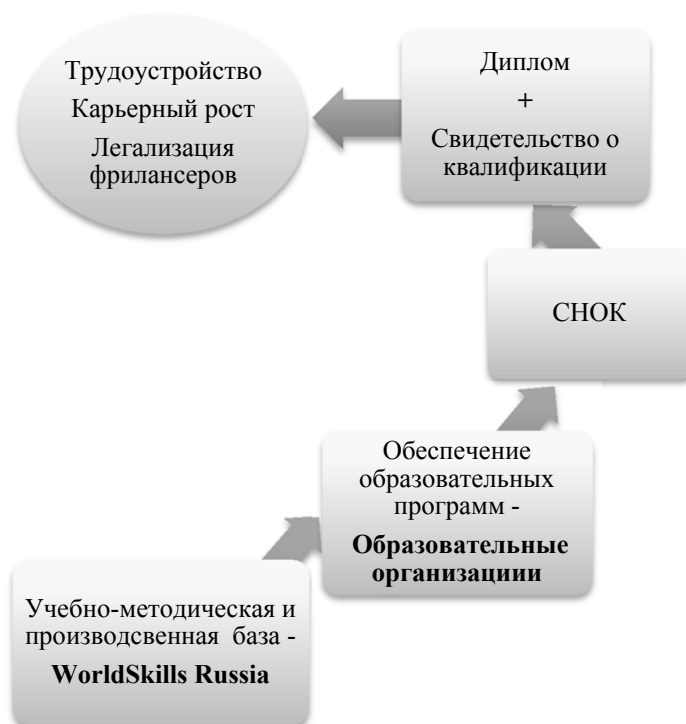 Трудоустройство
Карьерный рост
Легализация
фрилансеров
Диплом
+
Свидетельство о
квалификации
СНОК
Обеспечение
образовательных
программ -
Образовательные
организациии
Учебно-методическая и
производсвенная база -
WorldSkills Russia